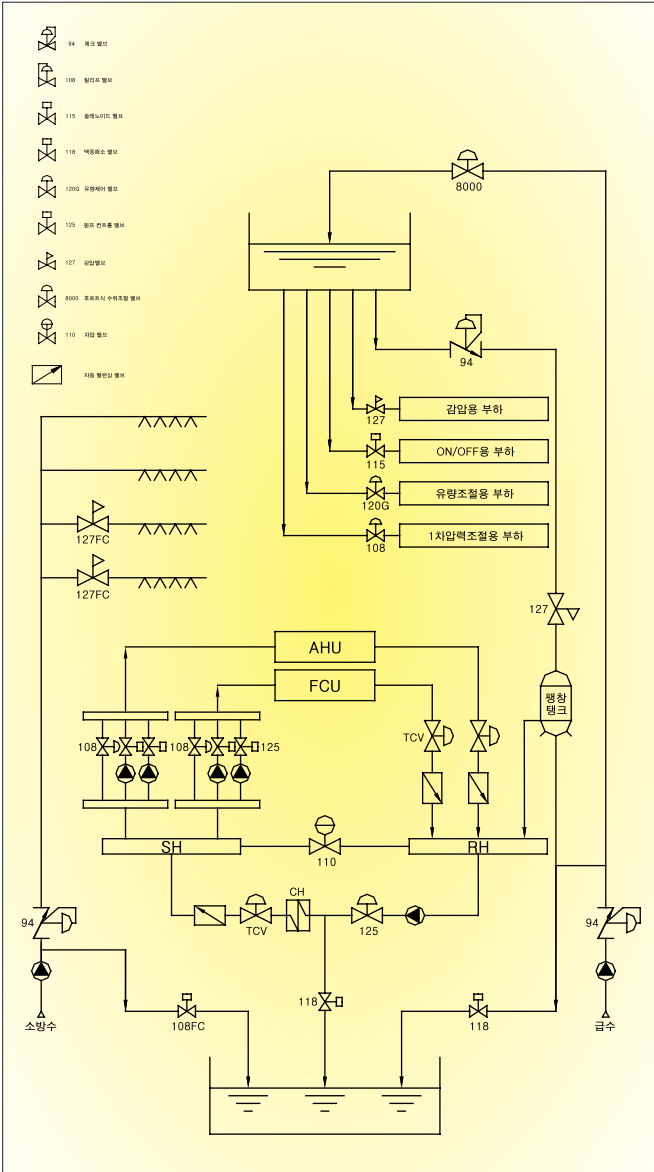 94 체크 밸브
108 릴리프 밸브
115 솔레노이드 밸브
118 맥동해소 밸브
120G 유량제어 밸브
125 펌프 컨트롤 밸브
127 감압밸브
8000 후로트식 수위조절 밸브
110 차압 밸브
자동 밸런싱 밸브
8000
94
127 감압용 부하
115 ON/OFF용 부하
120G 유량조절용 부하
108 1차압력조절용 부하
127FC
127FC
127
AHU
FCU
팽창
탱크
108
108
125
TCV
SH
110
RH
CH
TCV
125
94
94
118
소방수
108FC
118
급수